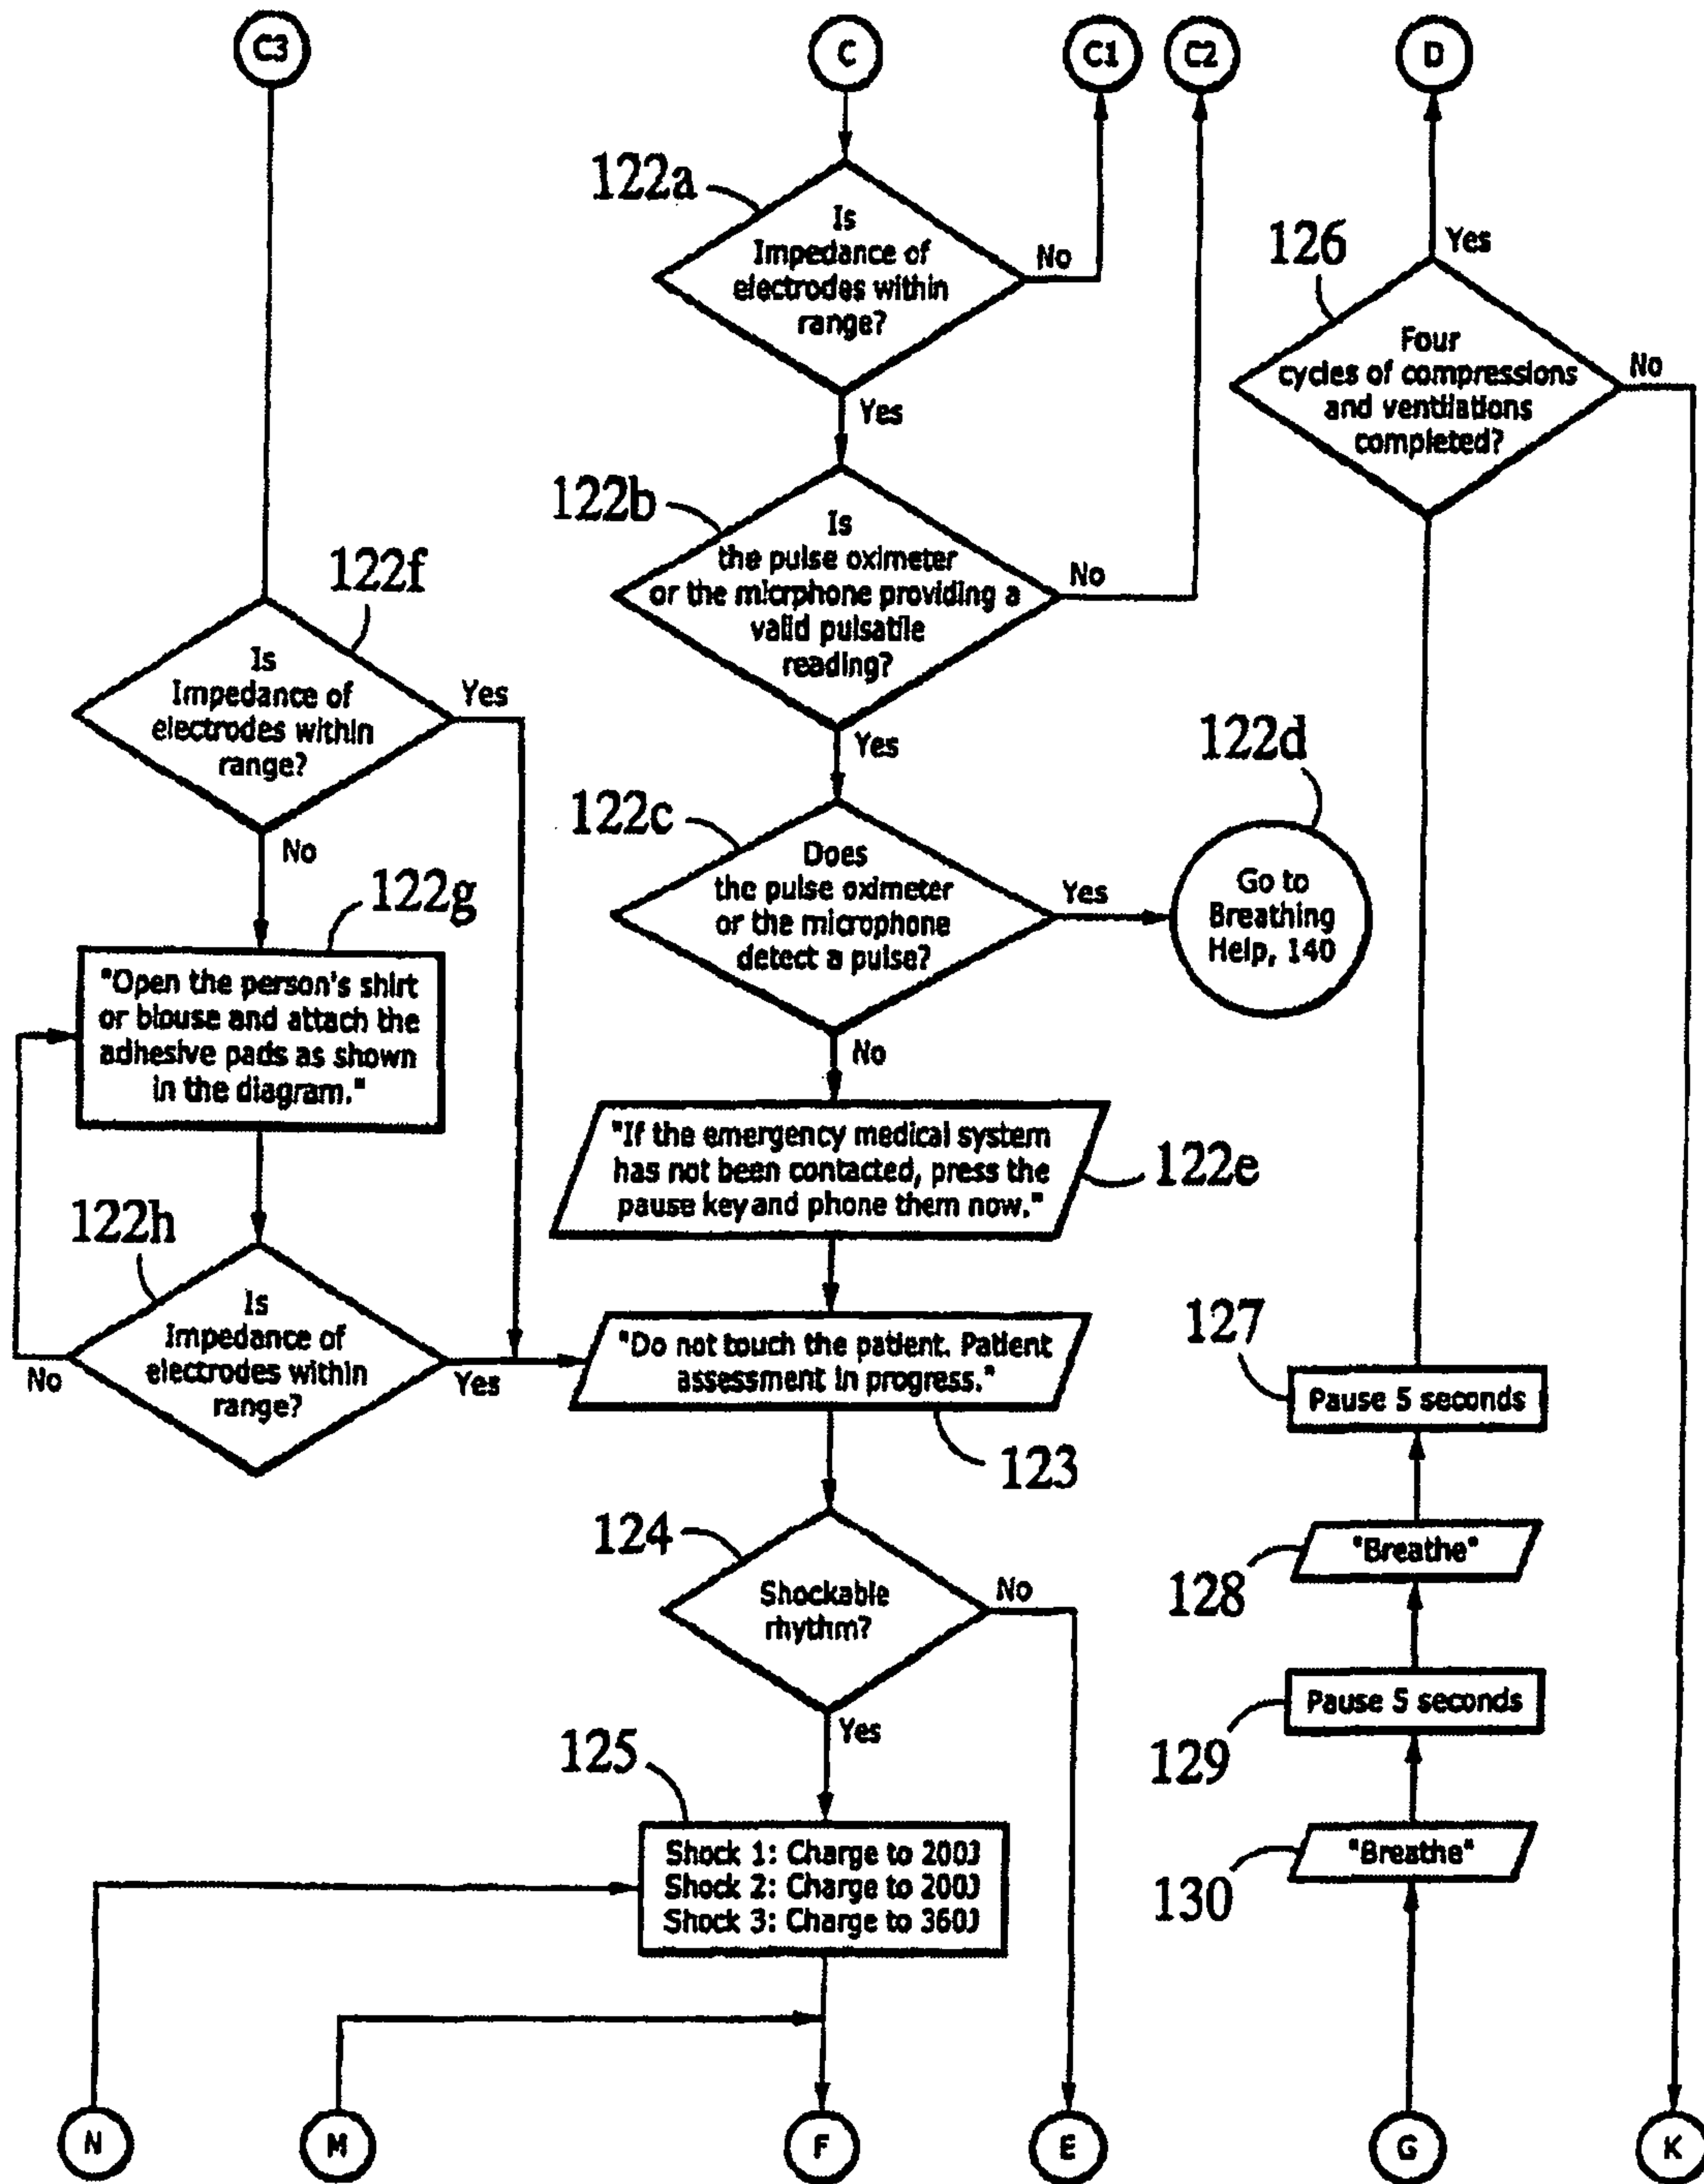 C3
C
C1
C2
D
122a
Is
Impedance of
electrodes within
range?
No
Yes
126
Yes
Four
cycles of compressions
and ventilations
completed?
No
122b
Is
the pulse oximeter
or the micrphone providing a
valid pulsatile
reading?
No
Yes
122f
Is
Impedance of
electrodes within
range?
Yes
No
122c
Does
the pulse oximeter
or the microphone
detect a pulse?
Yes
No
122d
Go to
Breathing
Help, 140
122g
"Open the person's shirt
or blouse and attach the
adhesive pads as shown
in the diagram."
"If the emergency medical system
has not been contacted, press the
pause key and phone them now."
122e
122h
Is
Impedance of
electrodes within
range?
No
Yes
"Do not touch the patient. Patient
assessment in progress."
123
127
Pause 5 seconds
124
Shockable
rhythm?
No
Yes
"Breathe"
128
Pause 5 seconds
129
125
Shock 1: Charge to 200J
Shock 2: Charge to 200J
Shock 3: Charge to 360J
"Breathe"
130
N
M
F
E
G
K